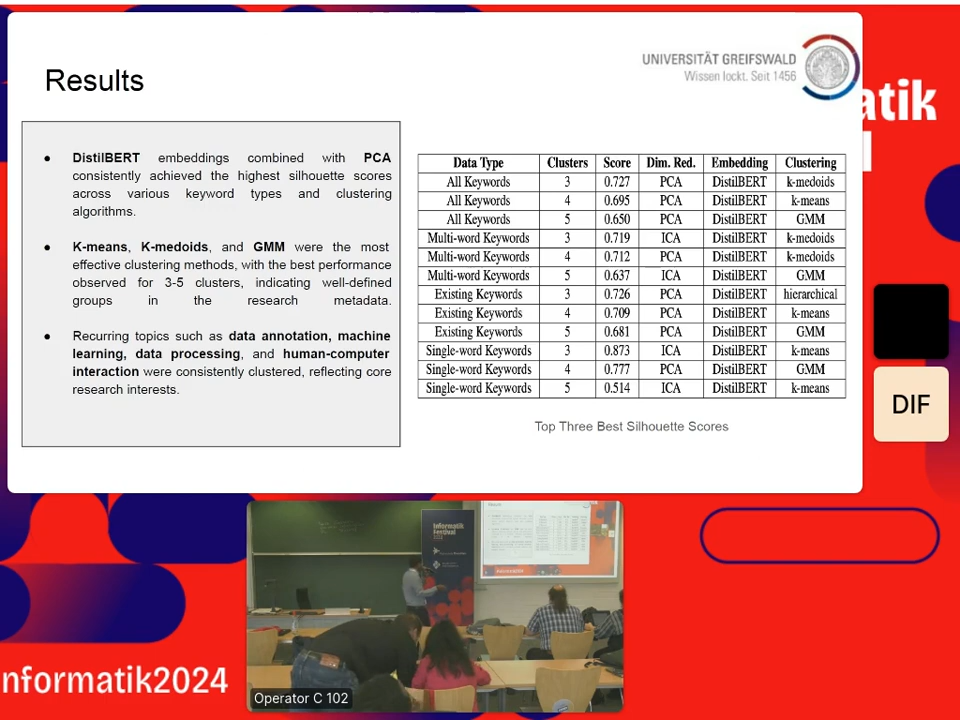 UNIVERSITÄT GREIFSWALD
Wissen lockt. Seit 1456
Results
● DistilBERT embeddings combined with PCA
consistently achieved the highest silhouette scores
across various keyword types and clustering
algorithms.
● K-means, K-medoids, and GMM were the most
effective clustering methods, with the best performance
observed for 3-5 clusters, indicating well-defined
groups in the research metadata.
● Recurring topics such as data annotation, machine
learning, data processing, and human-computer
interaction were consistently clustered, reflecting core
research interests.
Data Type Clusters Score Dim. Red. Embedding Clustering
All Keywords 3 0.727 PCA DistilBERT k-medoids
All Keywords 4 0.695 PCA DistilBERT k-means
All Keywords 5 0.650 PCA DistilBERT GMM
Multi-word Keywords 3 0.719 ICA DistilBERT k-medoids
Multi-word Keywords 4 0.712 PCA DistilBERT k-medoids
Multi-word Keywords 5 0.637 ICA DistilBERT GMM
Existing Keywords 3 0.726 PCA DistilBERT hierarchical
Existing Keywords 4 0.709 PCA DistilBERT k-means
Existing Keywords 5 0.681 PCA DistilBERT GMM
Single-word Keywords 3 0.873 ICA DistilBERT k-means
Single-word Keywords 4 0.777 PCA DistilBERT GMM
Single-word Keywords 5 0.514 ICA DistilBERT k-means
Top Three Best Silhouette Scores
atik
DIF
Informatik
Festival
2024
Operator C 102
nformatik2024